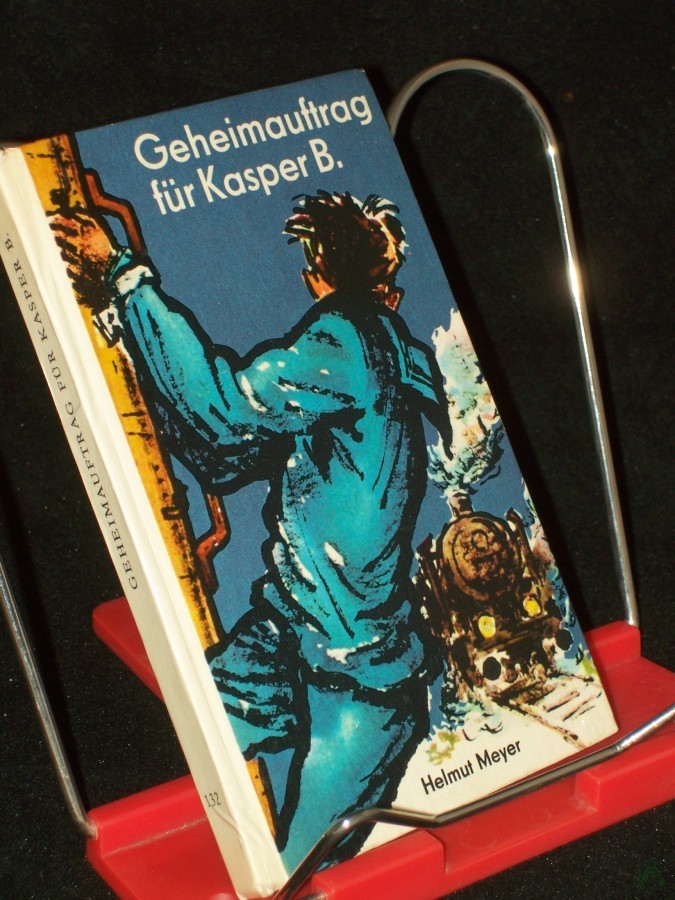 Geheimauftrag
für Kasper B.
Helmut Meyer
GEHEIMAUFTRAG FÜR KASPER B.
132